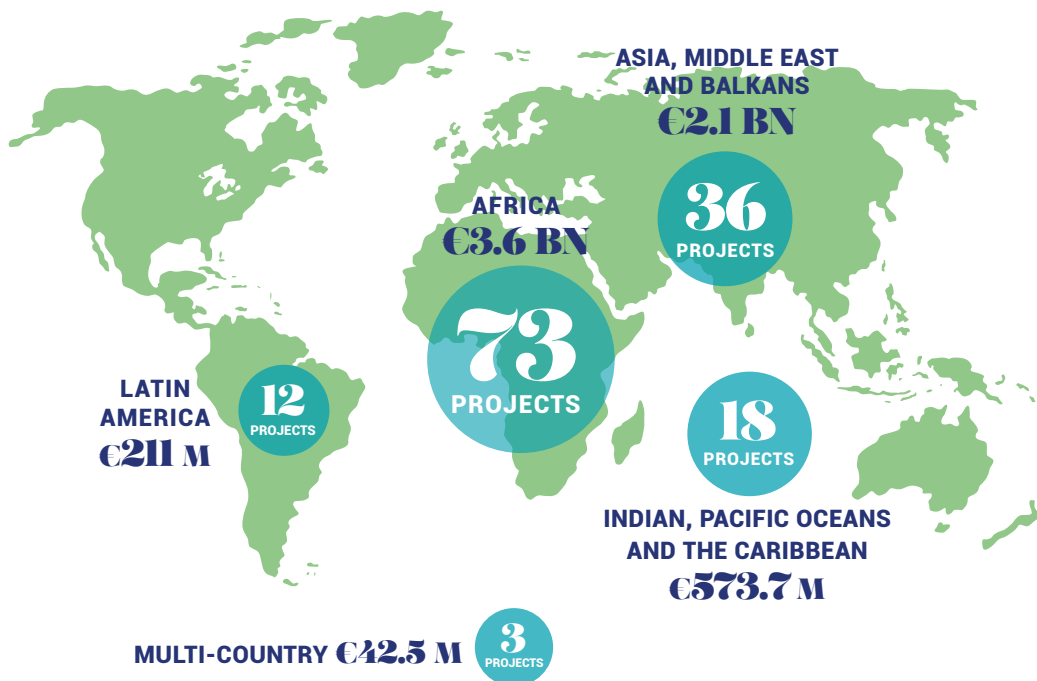 ASIA, MIDDLE EAST
AND BALKANS
€2.1 BN
36
PROJECTS
AFRICA
€3.6 BN
73
PROJECTS
LATIN
AMERICA
€211 M
12
PROJECTS
18
PROJECTS
INDIAN, PACIFIC OCEANS
AND THE CARIBBEAN
€573.7 M
MULTI-COUNTRY €42.5 M
3
PROJECTS